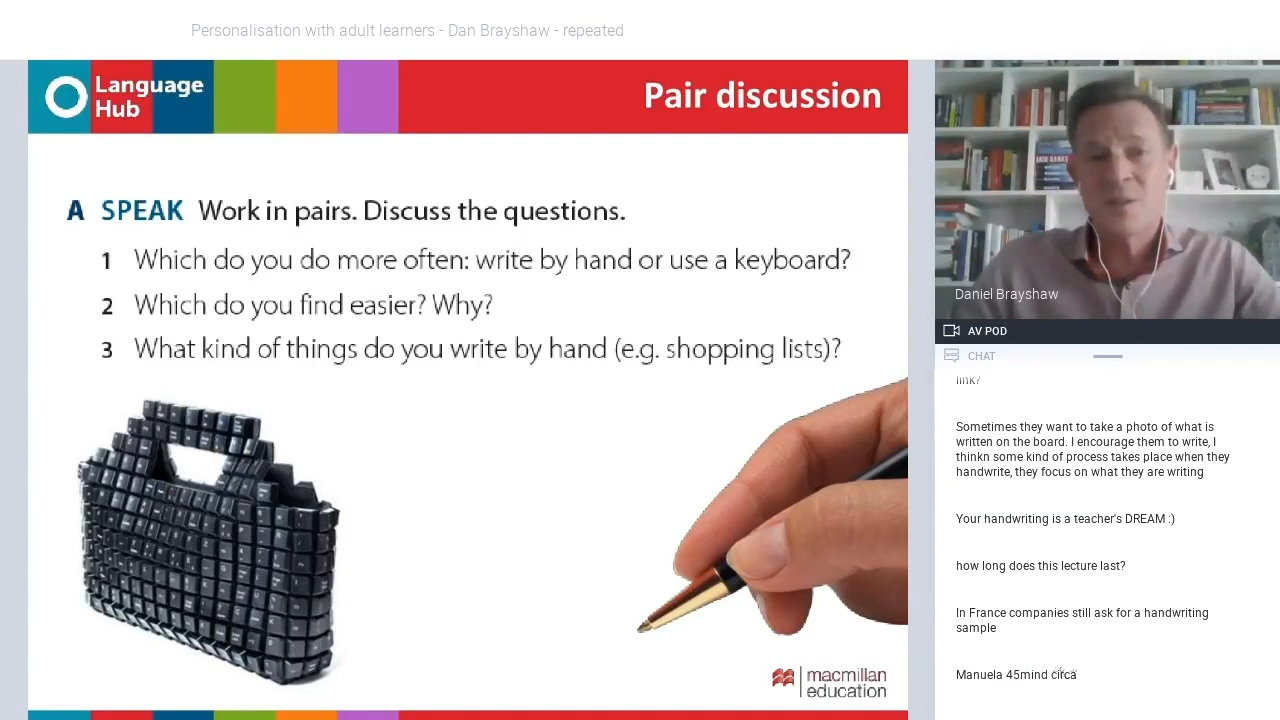 Personalisation with adult learners - Dan Brayshaw - repeated
Language
Hub
Pair discussion
A SPEAK Work in pairs. Discuss the questions.
1 Which do you do more often: write by hand or use a keyboard?
2 Which do you find easier? Why?
3 What kind of things do you write by hand (e.g. shopping lists)?
macmillan
education
Daniel Brayshaw
AV POD
CHAT
link?
Sometimes they want to take a photo of what is
written on the board. I encourage them to write, I
thinkn some kind of process takes place when they
handwrite, they focus on what they are writing
Your handwriting is a teacher's DREAM :)
how long does this lecture last?
In France companies still ask for a handwriting
sample
Manuela 45mind circa